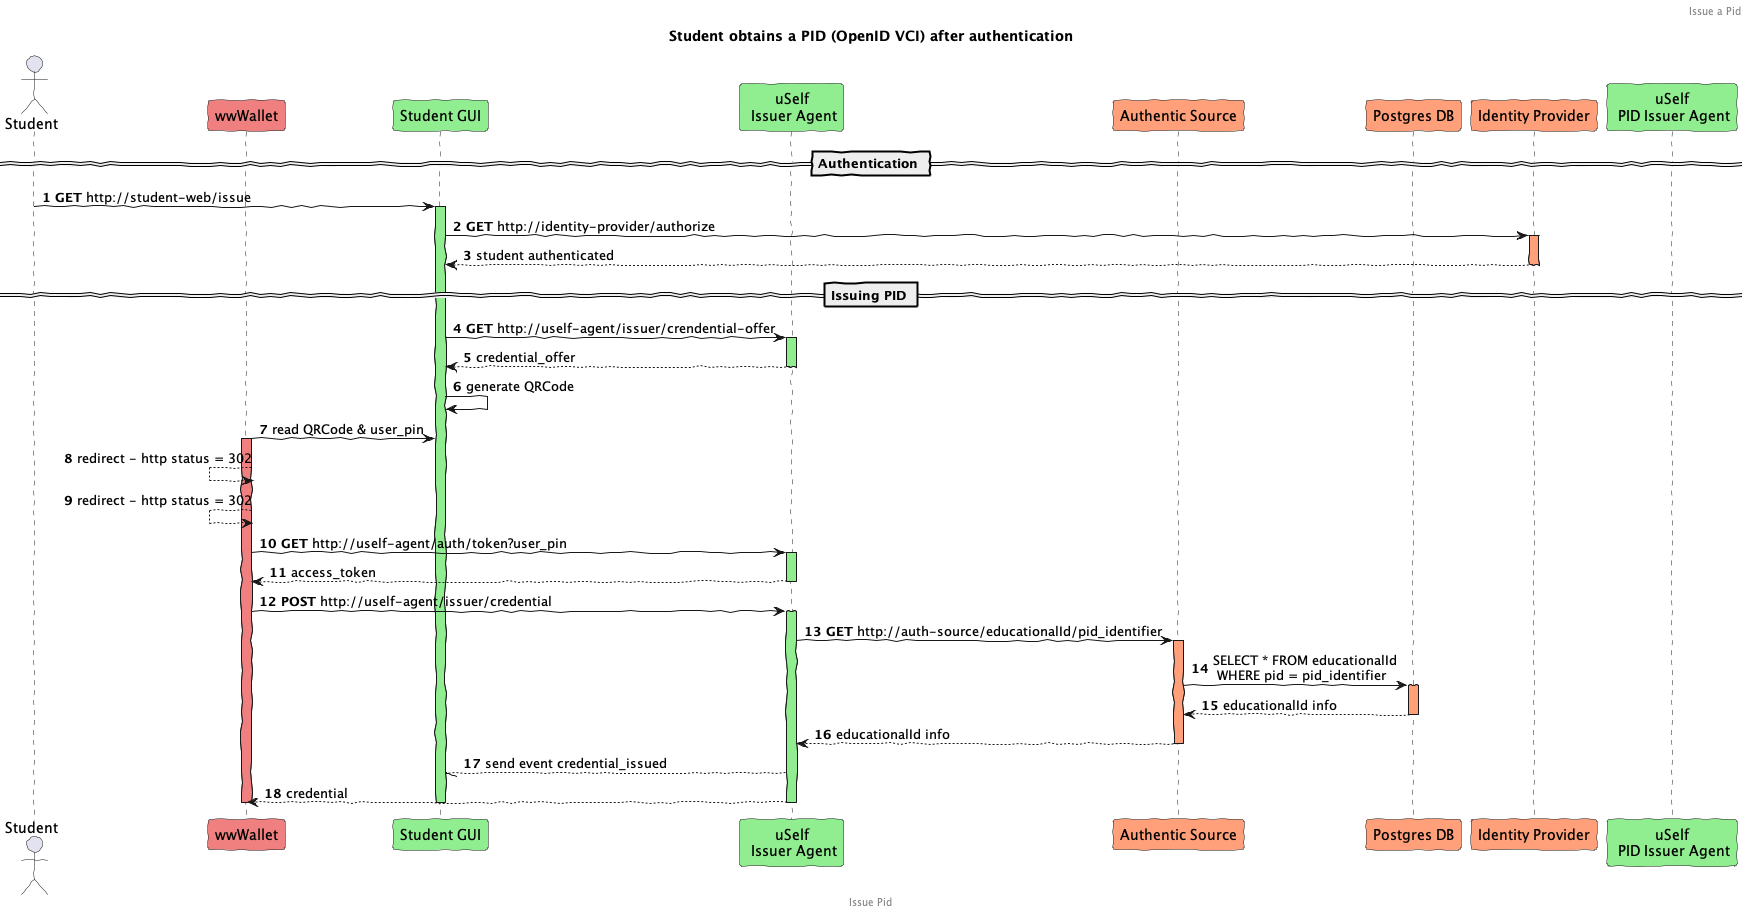 Issue a Pid
Student obtains a PID (OpenID VCI) after authentication
Student
wwWallet
Student GUI
uSelf
Issuer Agent
Authentic Source
Postgres DB
Identity Provider
uSelf
PID Issuer Agent
Authentication
1 GET http://student-web/issue
2 GET http://identity-provider/authorize
3 student authenticated
Issuing PID
4 GET http://uself-agent/issuer/crendential-offer
5 credential_offer
6 generate QRCode
7 read QRCode & user_pin
8 redirect - http status = 302
9 redirect - http status = 302
10 GET http://uself-agent/auth/token?user_pin
11 access_token
12 POST http://uself-agent/issuer/credential
13 GET http://auth-source/educationalId/pid_identifier
14 SELECT * FROM educationalId
WHERE pid = pid_identifier
15 educationalId info
16 educationalId info
17 send event credential_issued
18 credential
Student
wwWallet
Student GUI
uSelf
Issuer Agent
Authentic Source
Postgres DB
Identity Provider
uSelf
PID Issuer Agent
Issue Pid